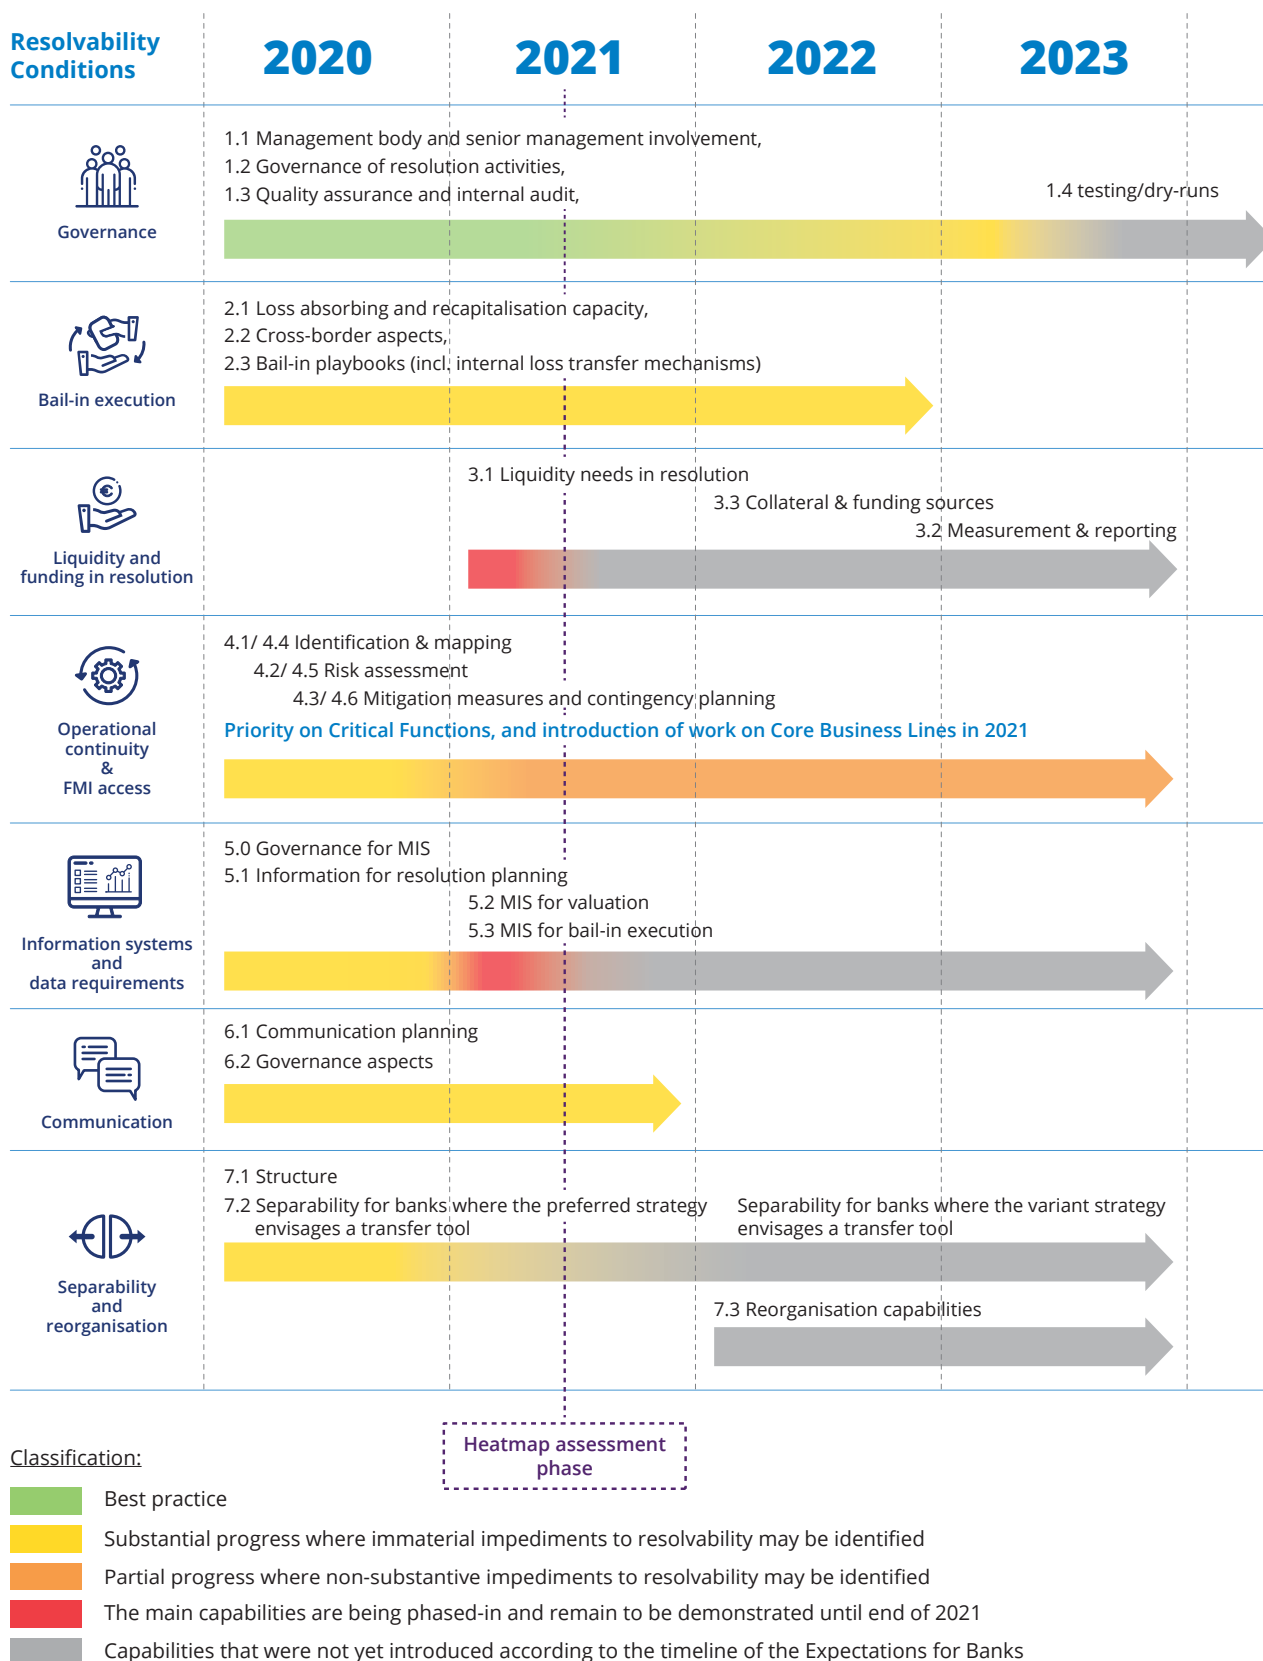 Resolvability
Conditions
2020
2021
2022
2023
Governance
1.1 Management body and senior management involvement,
1.2 Governance of resolution activities,
1.3 Quality assurance and internal audit,
1.4 testing/dry-runs
Bail-in execution
2.1 Loss absorbing and recapitalisation capacity,
2.2 Cross-border aspects,
2.3 Bail-in playbooks (incl. internal loss transfer mechanisms)
€
Liquidity and
funding in resolution
3.1 Liquidity needs in resolution
3.3 Collateral & funding sources
3.2 Measurement & reporting
Operational
continuity
&
FMI access
4.1/ 4.4 Identification & mapping
4.2/ 4.5 Risk assessment
4.3/ 4.6 Mitigation measures and contingency planning
Priority on Critical Functions, and introduction of work on Core Business Lines in 2021
Information systems
and
data requirements
5.0 Governance for MIS
5.1 Information for resolution planning
5.2 MIS for valuation
5.3 MIS for bail-in execution
Communication
6.1 Communication planning
6.2 Governance aspects
Separability
and
reorganisation
7.1 Structure
7.2 Separability for banks where the preferred strategy
envisages a transfer tool
Separability for banks where the variant strategy
envisages a transfer tool
7.3 Reorganisation capabilities
Heatmap assessment
phase
Classification:
Best practice
Substantial progress where immaterial impediments to resolvability may be identified
Partial progress where non-substantive impediments to resolvability may be identified
The main capabilities are being phased-in and remain to be demonstrated until end of 2021
Capabilities that were not yet introduced according to the timeline of the Expectations for Banks